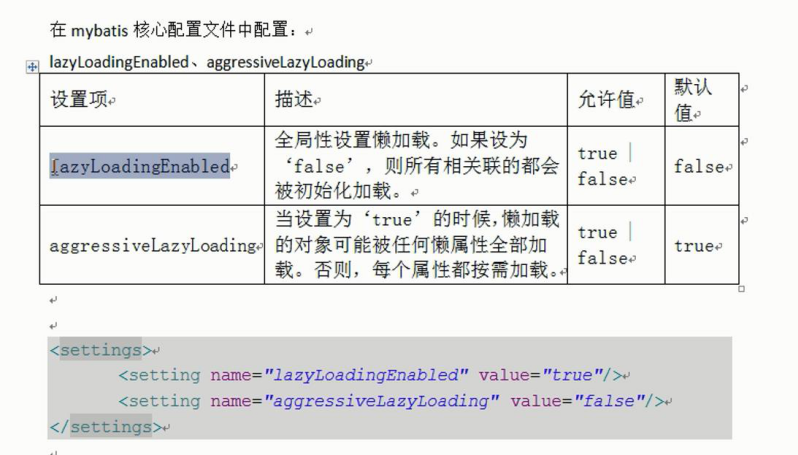 在 mybatis 核心配置文件中配置：
lazyLoadingEnabled、aggressiveLazyLoading
设置项 描述 允许值 默认
值
lazyLoadingEnabled 全局性设置懒加载。如果设为
‘false’，则所有相关联的都会
被初始化加载。 true |
false false
aggressiveLazyLoading 当设置为‘true’的时候，懒加载
的对象可能被任何懒属性全部加
载。否则，每个属性都按需加载。 true |
false true
<settings>
<setting name="lazyLoadingEnabled" value="true"/>
<setting name="aggressiveLazyLoading" value="false"/>
</settings>